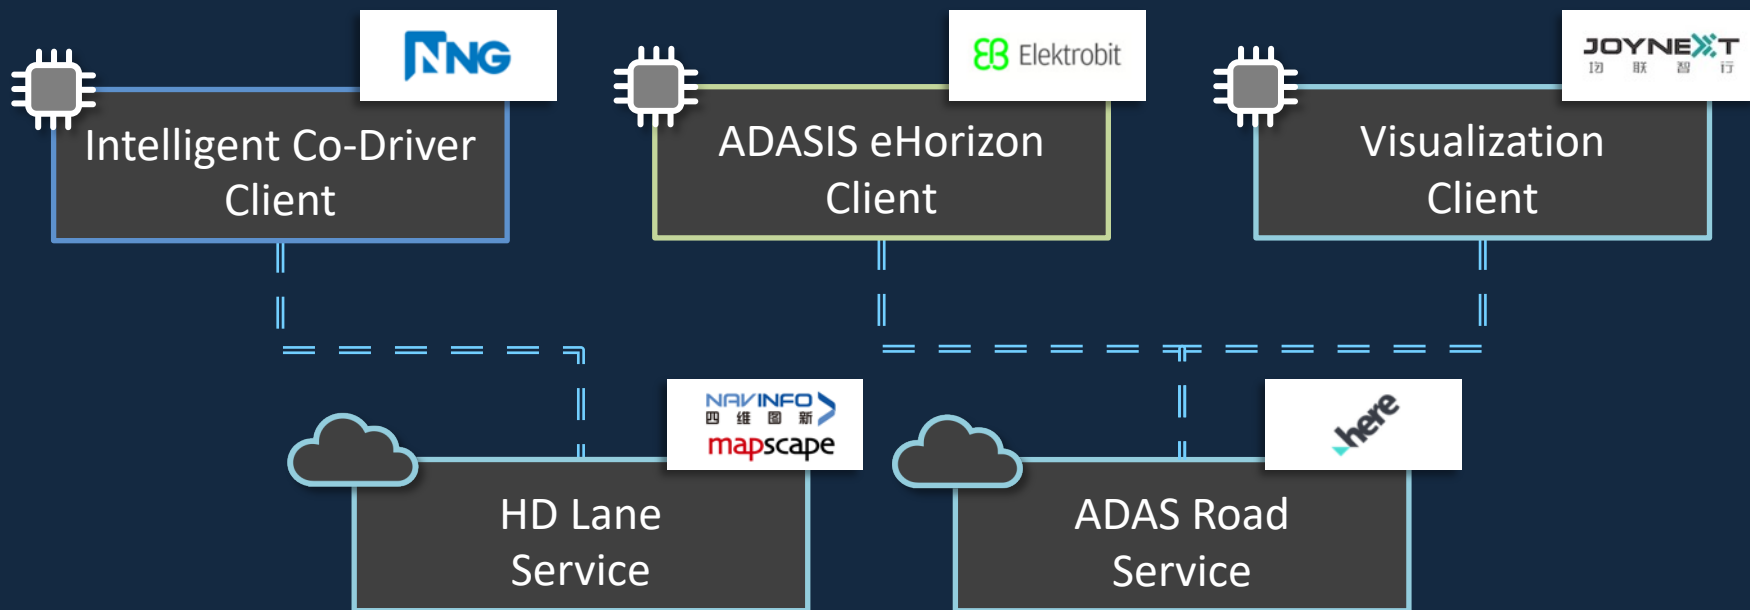 NNG
Elektrobit
JOYNEXT
均联智行
Intelligent Co-Driver
Client
ADASIS eHorizon
Client
Visualization
Client
NAVINFO
四维图新
mapscape
here
HD Lane
Service
ADAS Road
Service